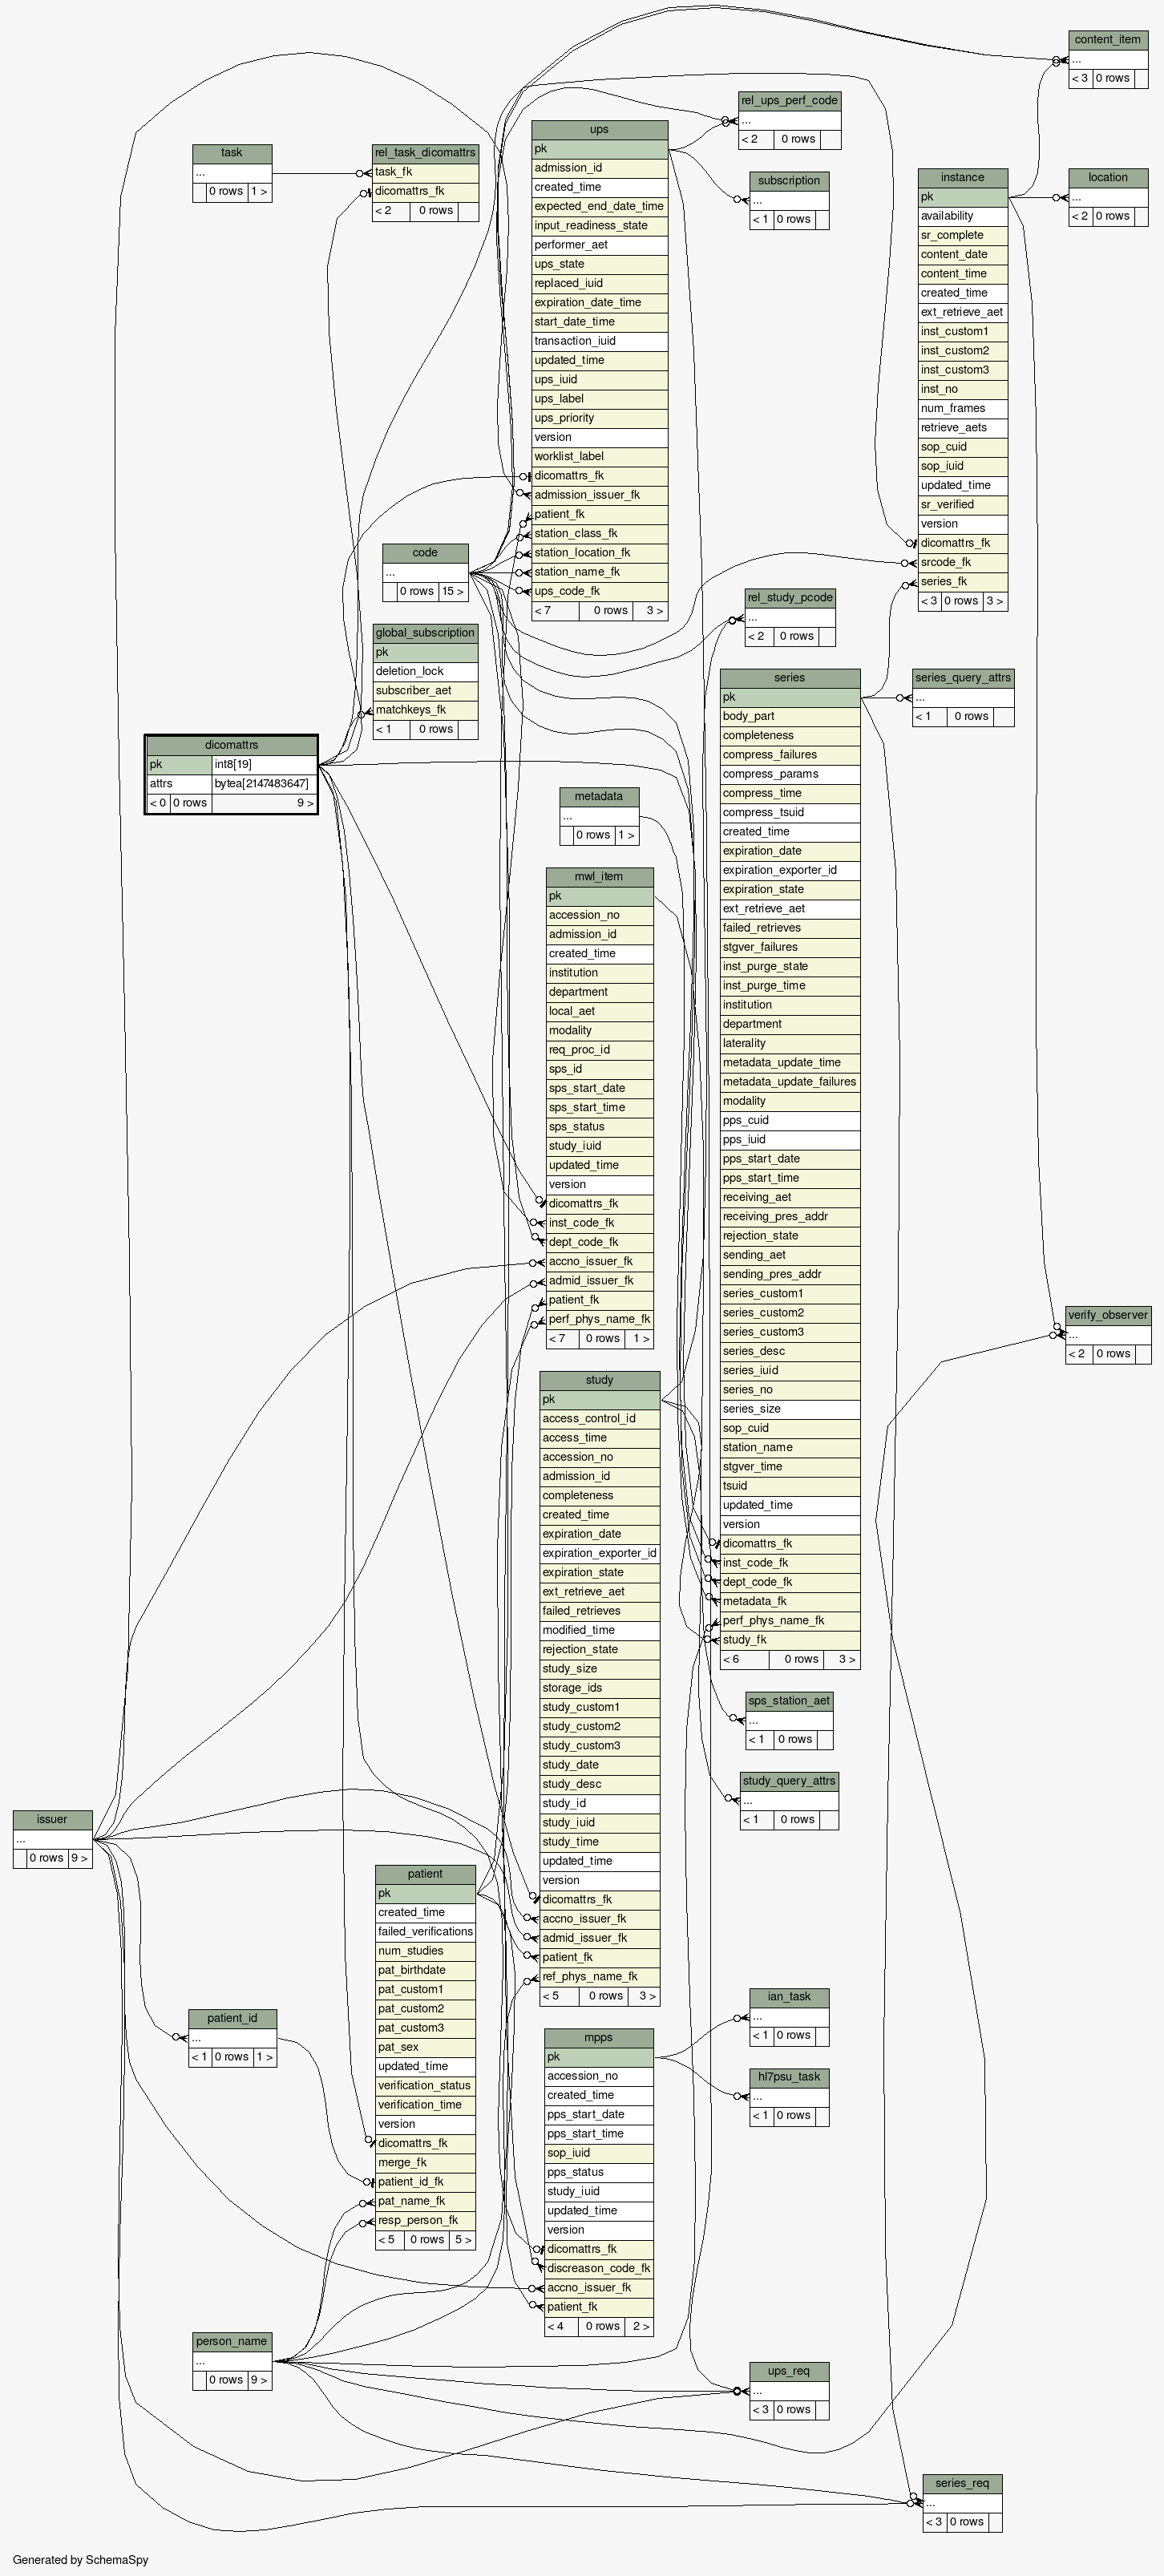 content_item
...
< 3 0 rows
rel_ups_perf_code
...
< 2 0 rows
task
...
0 rows 1 >
rel_task_dicomattrs
task_fk
dicomattrs_fk
< 2 0 rows
ups
pk
admission_id
created_time
expected_end_date_time
input_readiness_state
performer_aet
ups_state
replaced_iuid
expiration_date_time
start_date_time
transaction_iuid
updated_time
ups_iuid
ups_label
ups_priority
version
worklist_label
dicomattrs_fk
admission_issuer_fk
patient_fk
station_class_fk
station_location_fk
station_name_fk
ups_code_fk
< 7 0 rows 3 >
subscription
...
< 1 0 rows
instance
pk
availability
sr_complete
content_date
content_time
created_time
ext_retrieve_aet
inst_custom1
inst_custom2
inst_custom3
inst_no
num_frames
retrieve_aets
sop_cuid
sop_iuid
updated_time
sr_verified
version
dicomattrs_fk
srcode_fk
series_fk
< 3 0 rows 3 >
location
...
< 2 0 rows
code
...
0 rows 15 >
rel_study_pcode
...
< 2 0 rows
global_subscription
pk
deletion_lock
subscriber_aet
matchkeys_fk
< 1 0 rows
dicomattrs
pk int8[19]
attrs bytea[2147483647]
< 0 0 rows 9 >
series
pk
body_part
completeness
compress_failures
compress_params
compress_time
compress_tsuid
created_time
expiration_date
expiration_exporter_id
expiration_state
ext_retrieve_aet
failed_retrieves
stgver_failures
inst_purge_state
inst_purge_time
institution
department
laterality
metadata_update_time
metadata_update_failures
modality
pps_cuid
pps_iuid
pps_start_date
pps_start_time
receiving_aet
receiving_pres_addr
rejection_state
sending_aet
sending_pres_addr
series_custom1
series_custom2
series_custom3
series_desc
series_iuid
series_no
series_size
sop_cuid
station_name
stgver_time
tsuid
updated_time
version
dicomattrs_fk
inst_code_fk
dept_code_fk
metadata_fk
perf_phys_name_fk
study_fk
< 6 0 rows 3 >
series_query_attrs
...
< 1 0 rows
metadata
...
0 rows 1 >
mwl_item
pk
accession_no
admission_id
created_time
institution
department
local_aet
modality
req_proc_id
sps_id
sps_start_date
sps_start_time
sps_status
study_iuid
updated_time
version
dicomattrs_fk
inst_code_fk
dept_code_fk
accno_issuer_fk
admid_issuer_fk
patient_fk
perf_phys_name_fk
< 7 0 rows 1 >
verify_observer
...
< 2 0 rows
study
pk
access_control_id
access_time
accession_no
admission_id
completeness
created_time
expiration_date
expiration_exporter_id
expiration_state
ext_retrieve_aet
failed_retrieves
modified_time
rejection_state
study_size
storage_ids
study_custom1
study_custom2
study_custom3
study_date
study_desc
study_id
study_iuid
study_time
updated_time
version
dicomattrs_fk
accno_issuer_fk
admid_issuer_fk
patient_fk
ref_phys_name_fk
< 5 0 rows 3 >
sps_station_aet
...
< 1 0 rows
study_query_attrs
...
< 1 0 rows
issuer
...
0 rows 9 >
patient
pk
created_time
failed_verifications
num_studies
pat_birthdate
pat_custom1
pat_custom2
pat_custom3
pat_sex
updated_time
verification_status
verification_time
version
dicomattrs_fk
merge_fk
patient_id_fk
pat_name_fk
resp_person_fk
< 5 0 rows 5 >
patient_id
...
< 1 0 rows 1 >
ian_task
...
< 1 0 rows
mpps
pk
accession_no
created_time
pps_start_date
pps_start_time
sop_iuid
pps_status
study_iuid
updated_time
version
dicomattrs_fk
discreason_code_fk
accno_issuer_fk
patient_fk
< 4 0 rows 2 >
hl7psu_task
...
< 1 0 rows
person_name
...
0 rows 9 >
ups_req
...
< 3 0 rows
series_req
...
< 3 0 rows
Generated by SchemaSpy